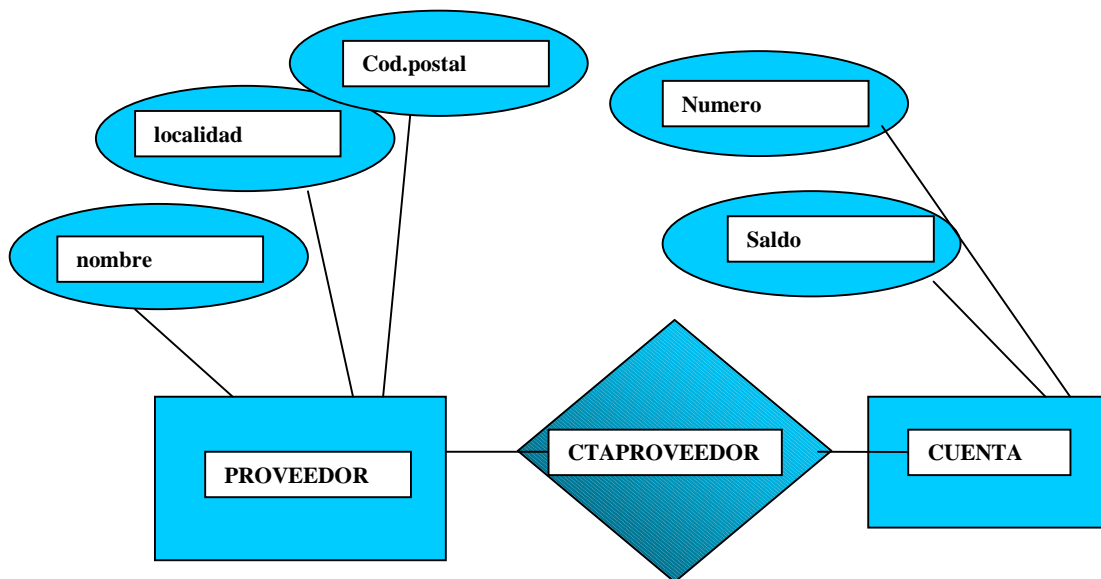 Cod.postal
Numero
localidad
Saldo
nombre
PROVEEDOR
CTAPROVEEDOR
CUENTA